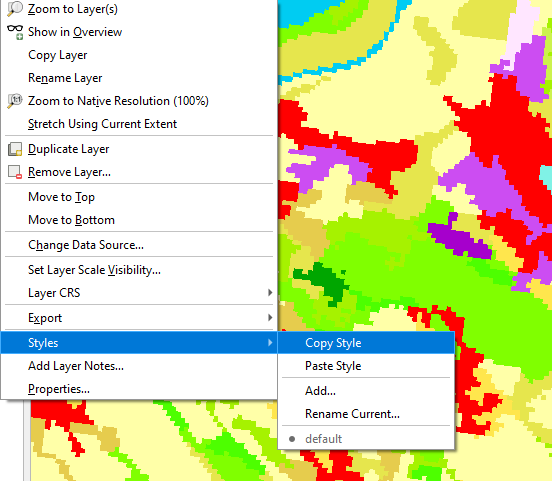 Zoom to Layer(s)
Show in Overview
Copy Layer
Rename Layer
Zoom to Native Resolution (100%)
Stretch Using Current Extent
Duplicate Layer
Remove Layer...
Move to Top
Move to Bottom
Change Data Source...
Set Layer Scale Visibility...
Layer CRS
Export
Styles
Add Layer Notes...
Properties...
Copy Style
Paste Style
Add...
Rename Current...
default